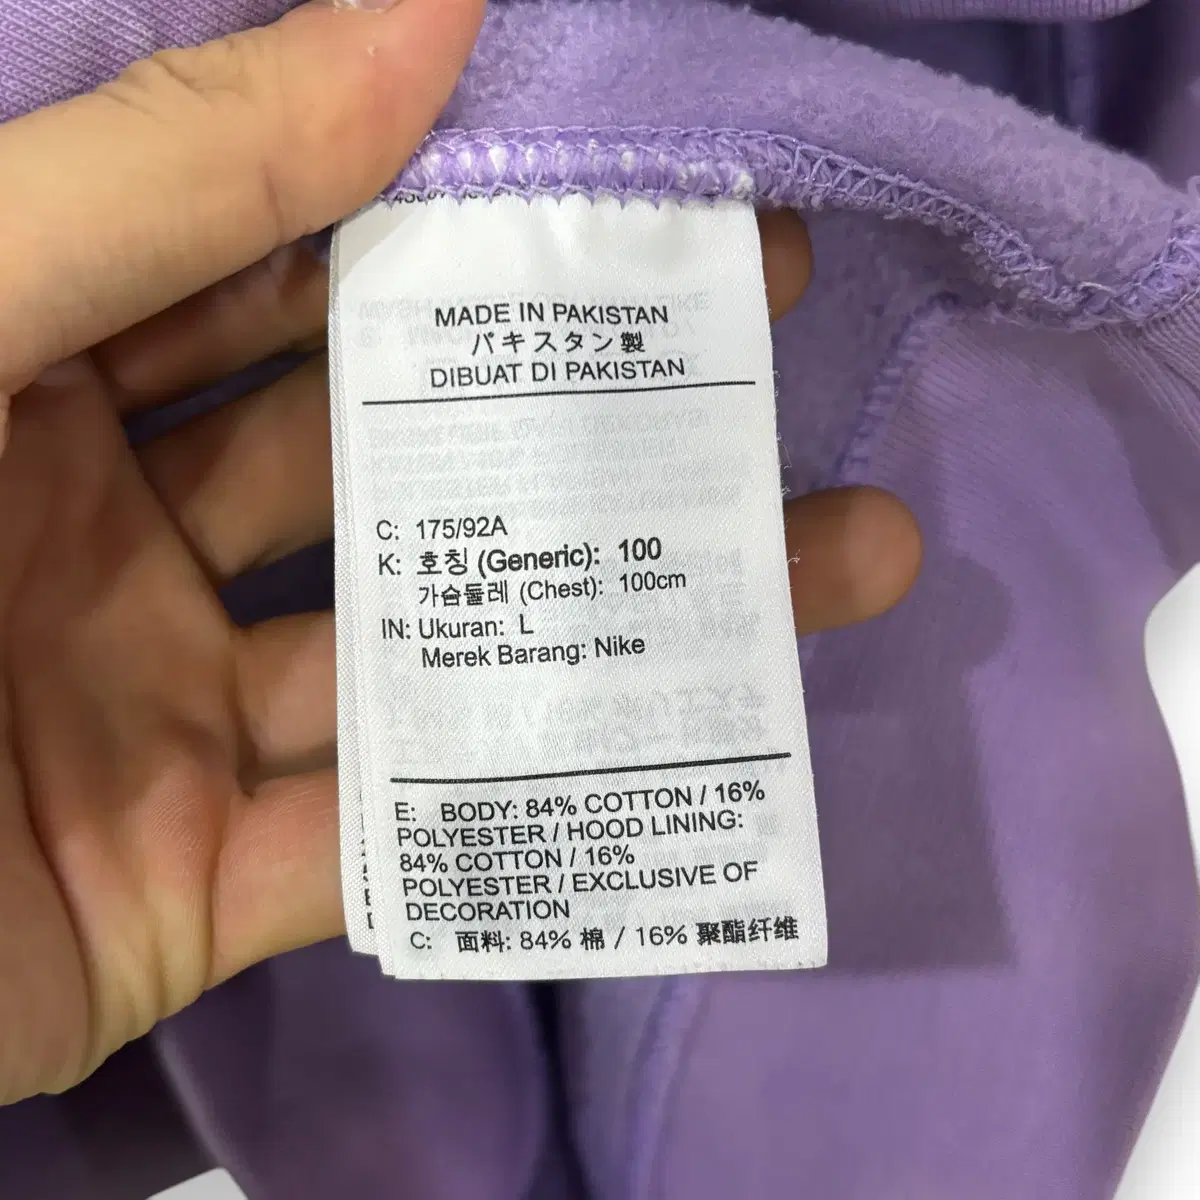 MADE IN PAKISTAN
パキスタン製
DIBUAT DI PAKISTAN
C: 175/92A
K: 호칭 (Generic): 100
가슴둘레 (Chest): 100cm
IN: Ukuran: L
Merek Barang: Nike
E: BODY: 84% COTTON / 16%
POLYESTER / HOOD LINING:
84% COTTON / 16%
POLYESTER / EXCLUSIVE OF
DECORATION
C: 面料: 84% 棉 / 16% 聚酯纤维